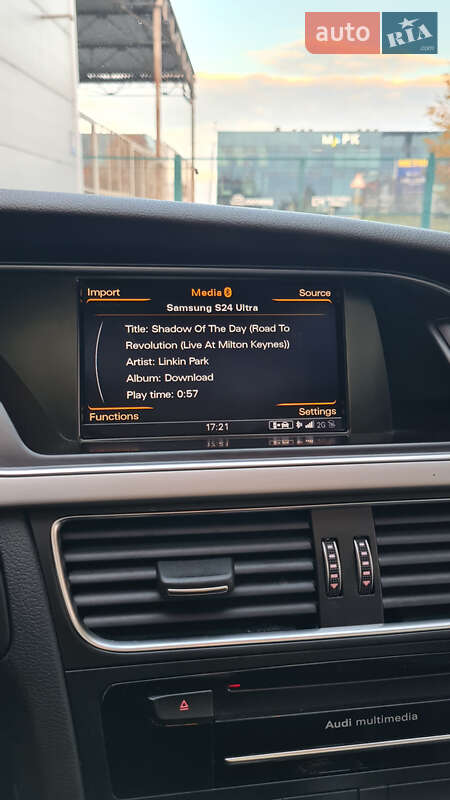 auto RIA
.com
Import Media Source
Samsung S24 Ultra
Title: Shadow Of The Day (Road To
Revolution (Live At Milton Keynes))
Artist: Linkin Park
Album: Download
Play time: 0:57
Functions Settings
17:21 2G
Audi multimedia